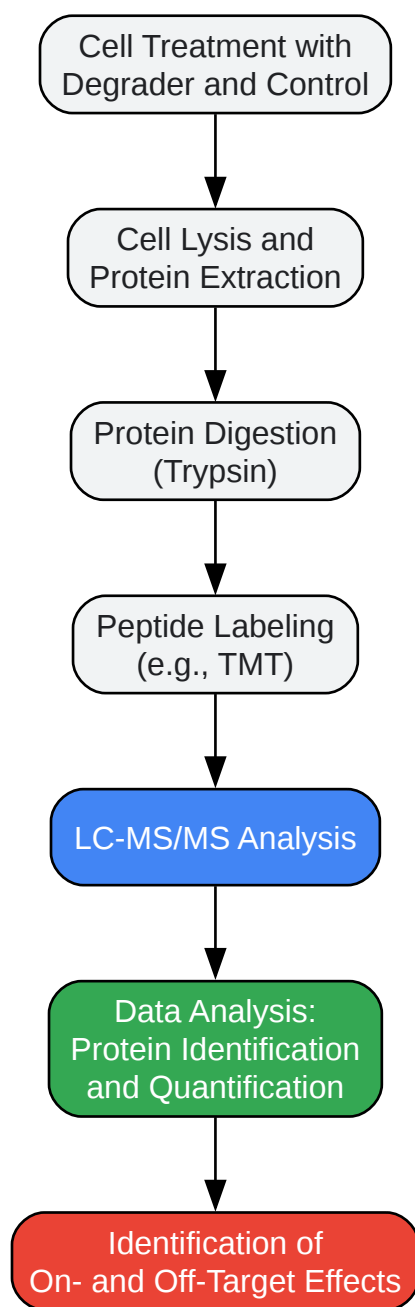 Cell Treatment with
Degrader and Control
Cell Lysis and
Protein Extraction
Protein Digestion
(Trypsin)
Peptide Labeling
(e.g., TMT)
LC-MS/MS Analysis
Data Analysis:
Protein Identification
and Quantification
Identification of
On- and Off-Target Effects